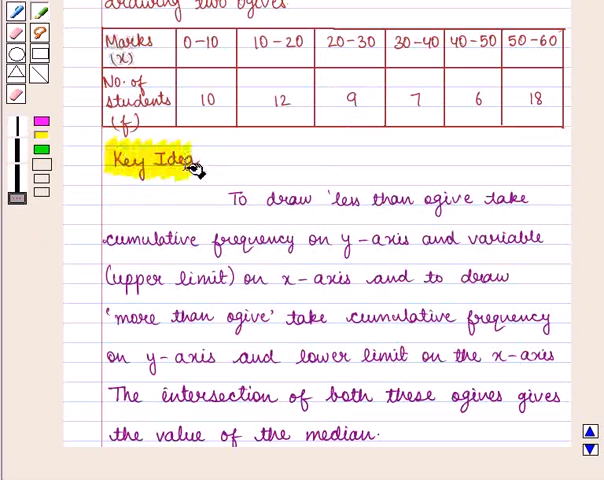 drawing two ogives.
Marks (x) 0-10 10-20 20-30 30-40 40-50 50-60
No. of students (f) 10 12 9 7 6 18
Key Idea
To draw 'less than ogive take
cumulative frequency on y-axis and variable
(upper limit) on x-axis and to draw
'more than ogive' take cumulative frequency
on y-axis and lower limit on the x-axis
The intersection of both these ogives gives
the value of the median.